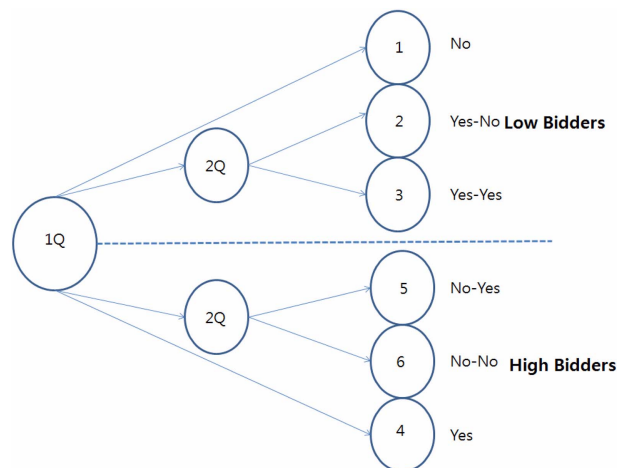 1 No
2 Yes-No Low Bidders
2Q
3 Yes-Yes
1Q
5 No-Yes
2Q
6 No-No High Bidders
4 Yes